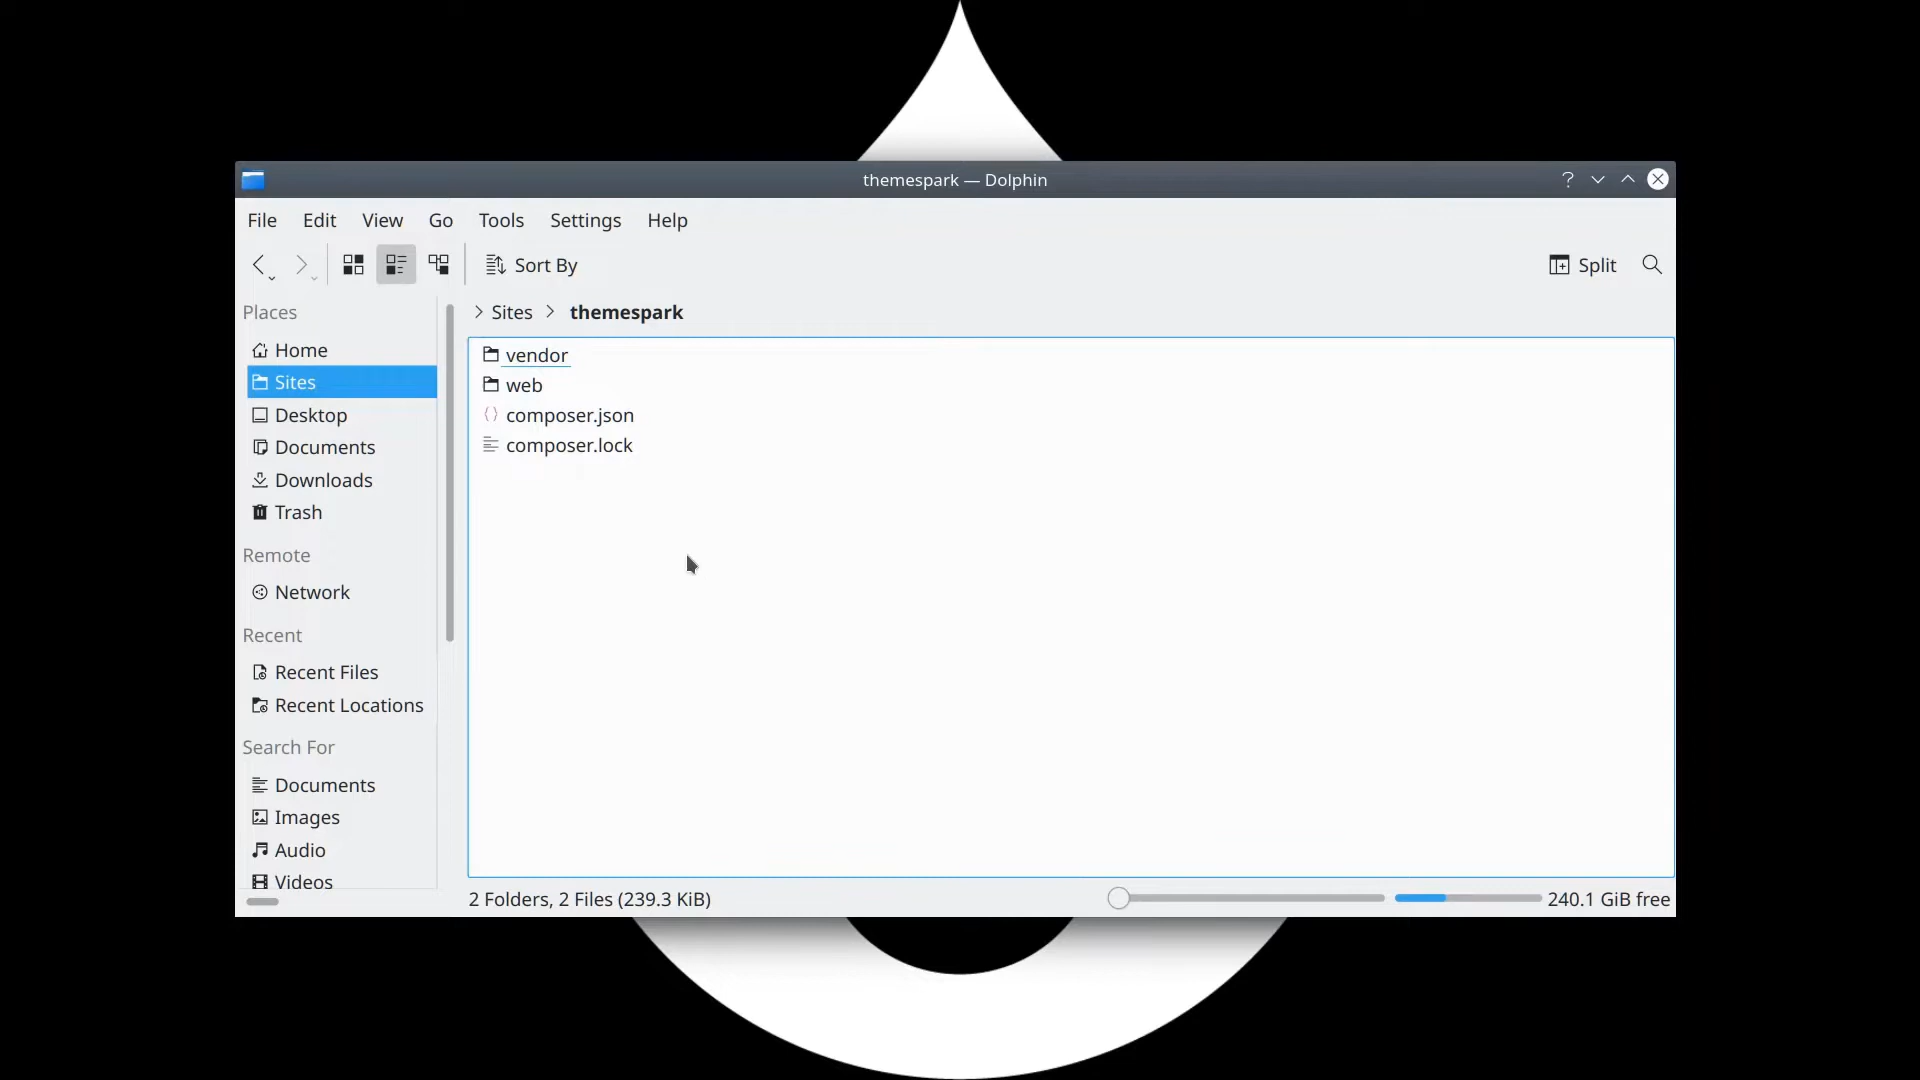 themespark — Dolphin
File Edit View Go Tools Settings Help
Sort By
Split
Places
Home
Sites
Desktop
Documents
Downloads
Trash
Remote
Network
Recent
Recent Files
Recent Locations
Search For
Documents
Images
Audio
Videos
> Sites > themespark
vendor
web
composer.json
composer.lock
2 Folders, 2 Files (239.3 KiB)
240.1 GiB free